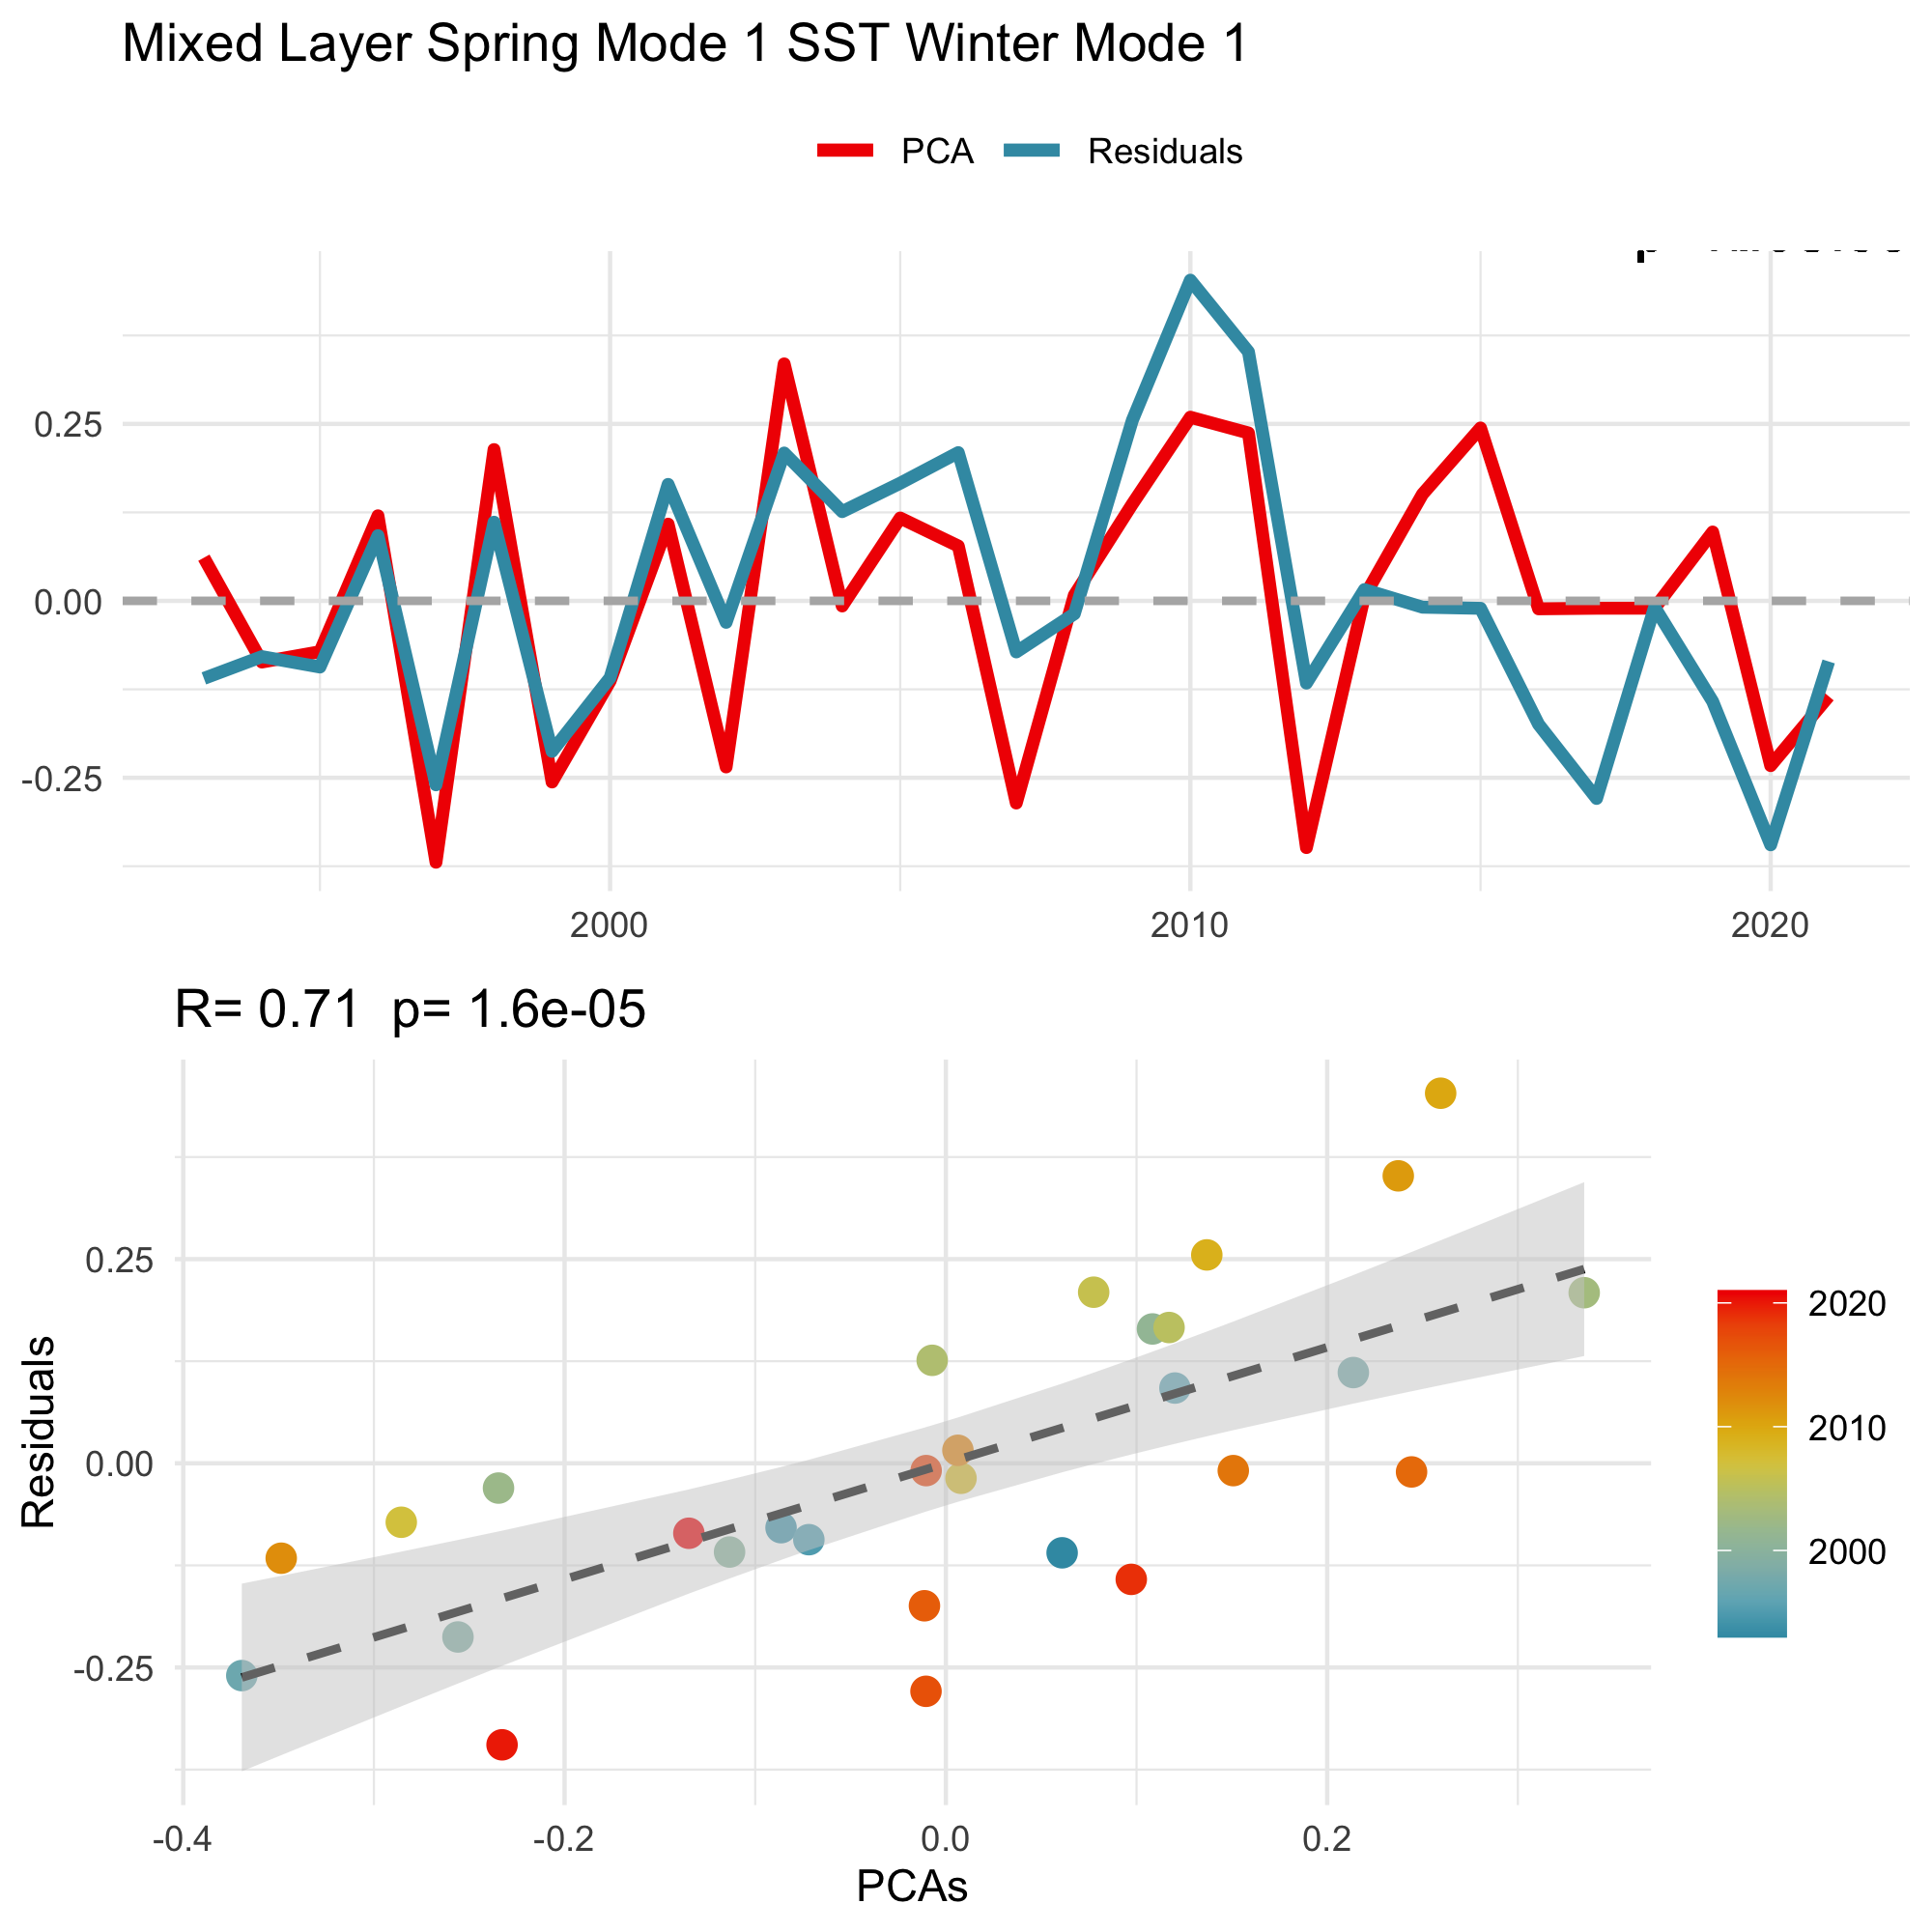 Mixed Layer Spring Mode 1 SST Winter Mode 1
PCA Residuals
0.25
0.00
-0.25
2000 2010 2020
R= 0.71 p= 1.6e-05
Residuals
0.25
0.00
-0.25
-0.4 -0.2 0.0 0.2
PCAs
2020
2010
2000